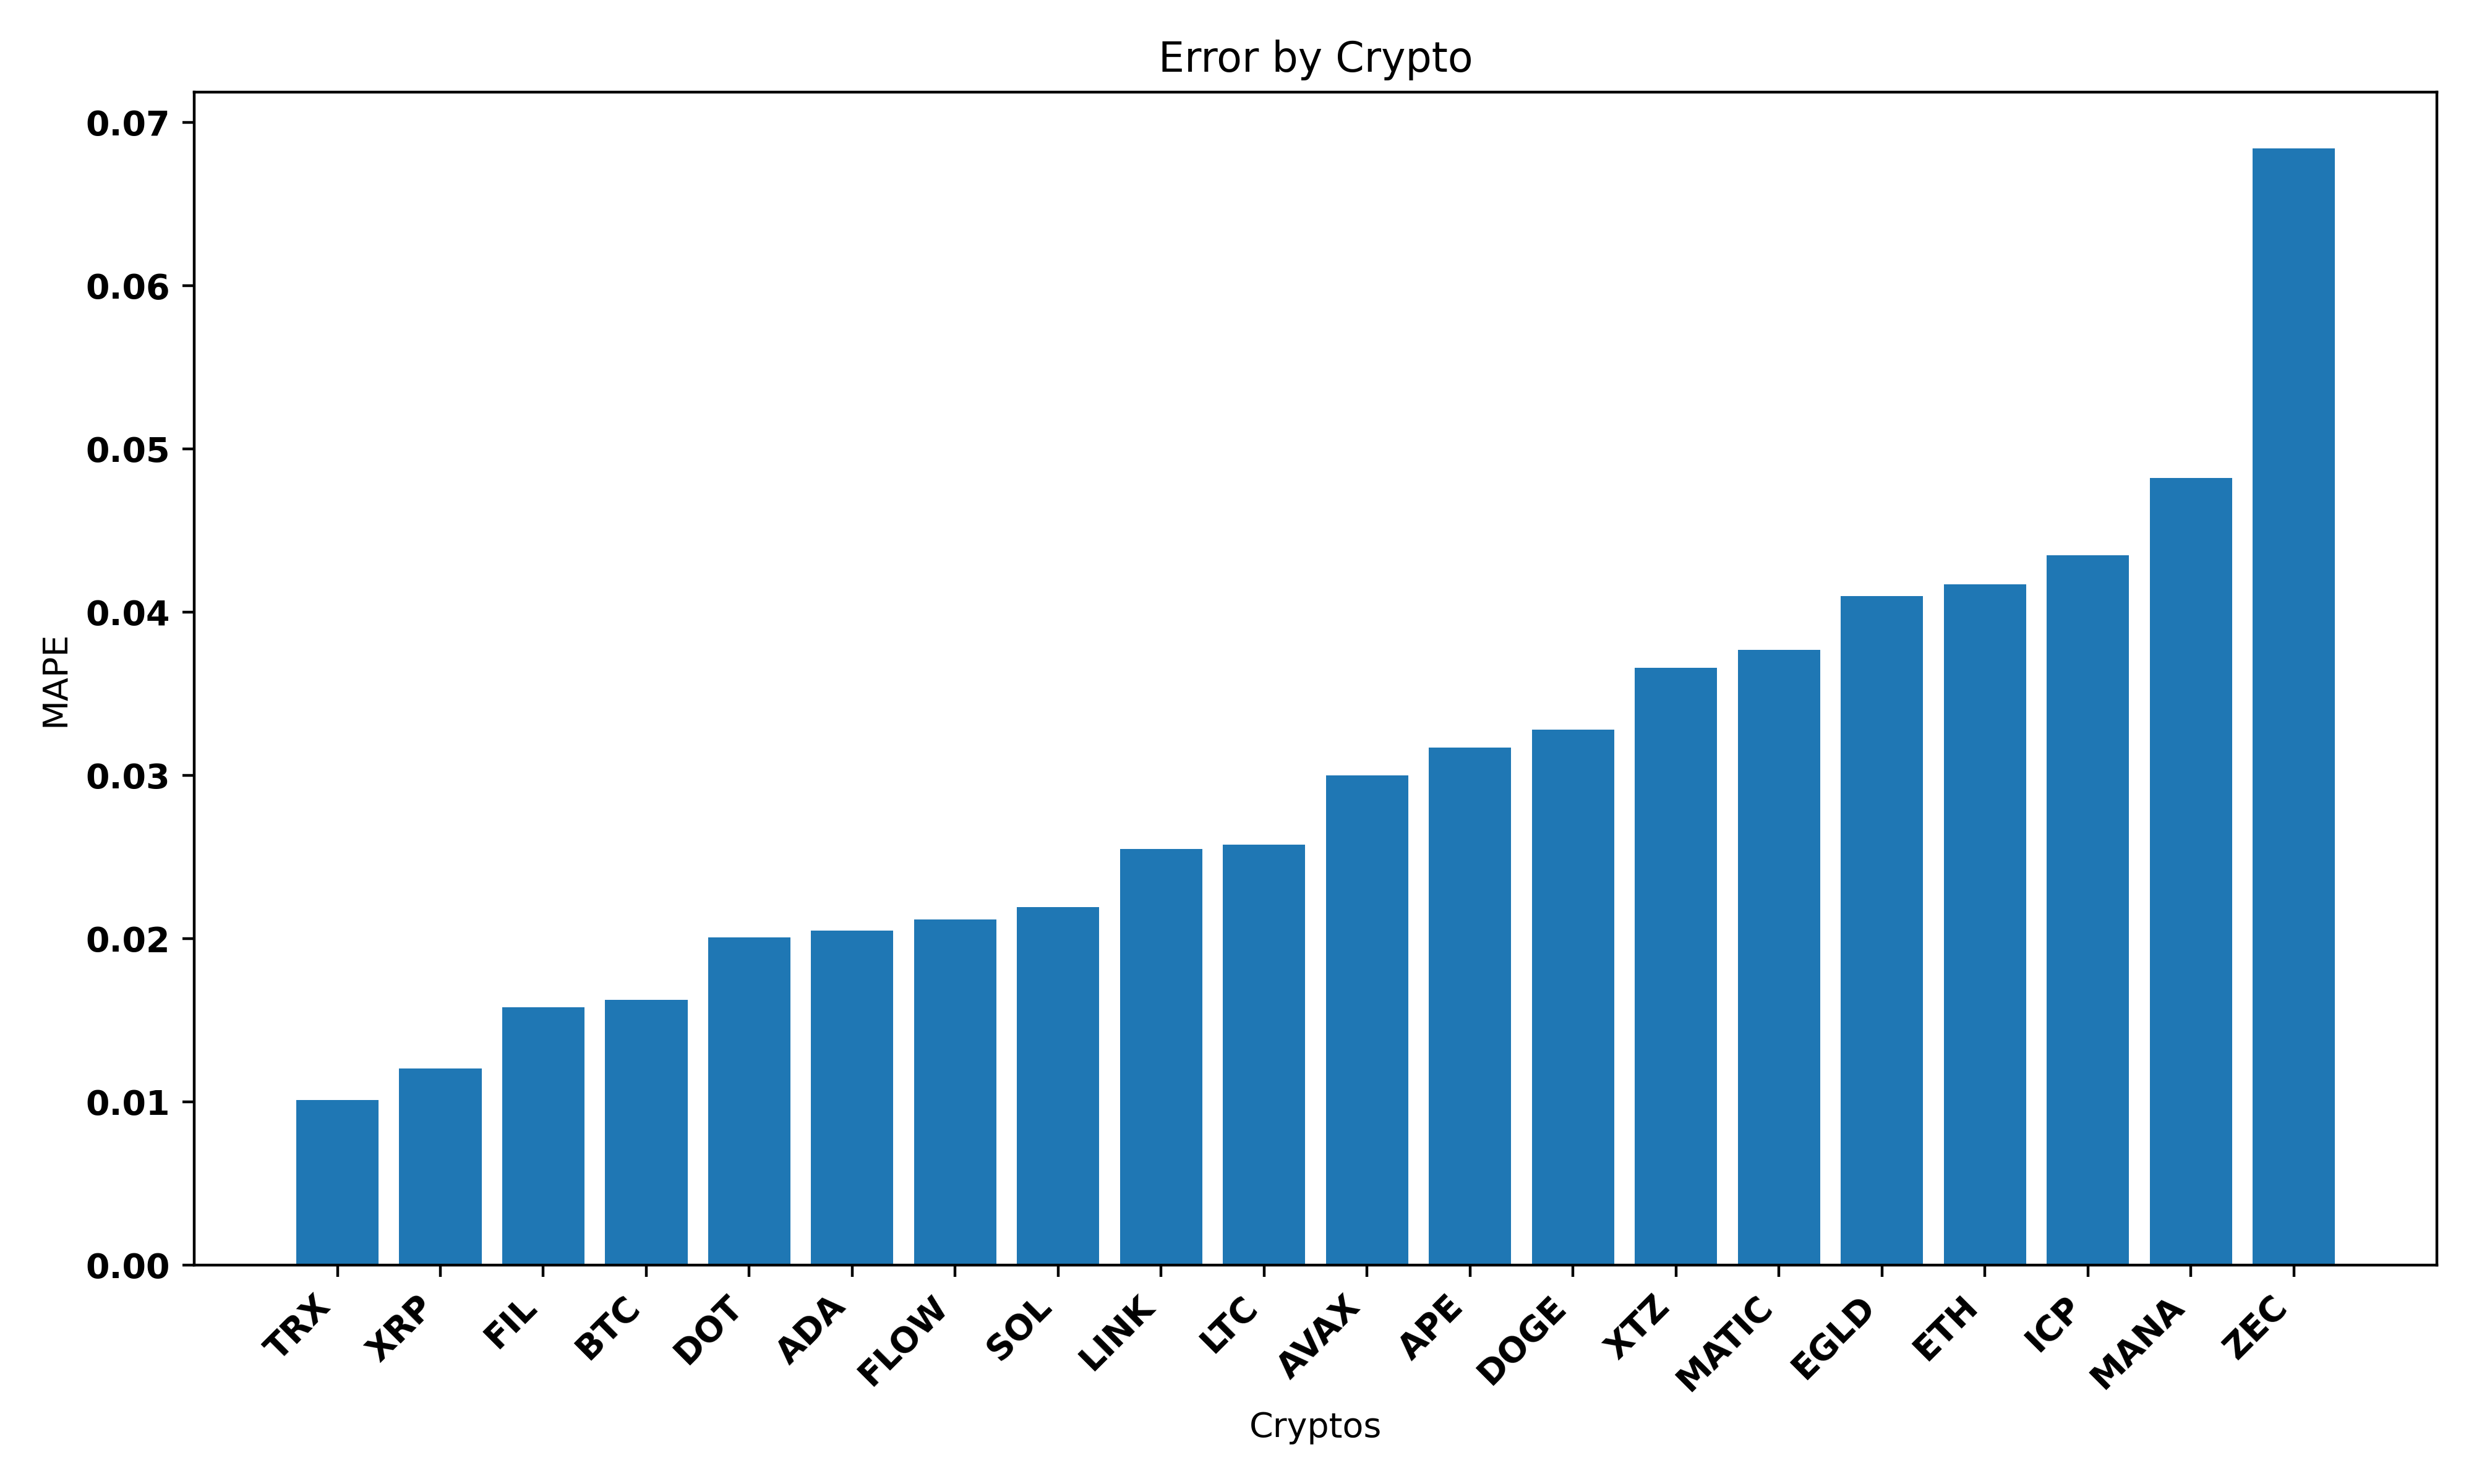 Error by Crypto
0.07
0.06
0.05
0.04
0.03
0.02
0.01
0.00
MAPE
TRX
XRP
FIL
BTC
DOT
ADA
FLOW
SOL
LINK
LTC
AVAX
APE
DOGE
XTZ
MATIC
EGLD
ETH
ICP
MANA
ZEC
Cryptos